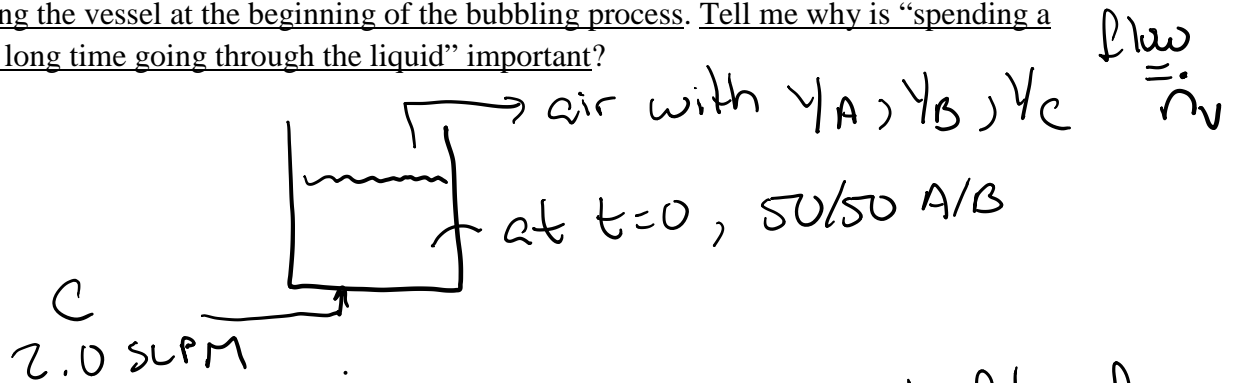 ng the vessel at the beginning of the bubbling process. Tell me why is “spending a
long time going through the liquid” important?
flow
= ṅv
air with YA, YB, YC
at t=0, 50/50 A/B
C
2.0 SLPM